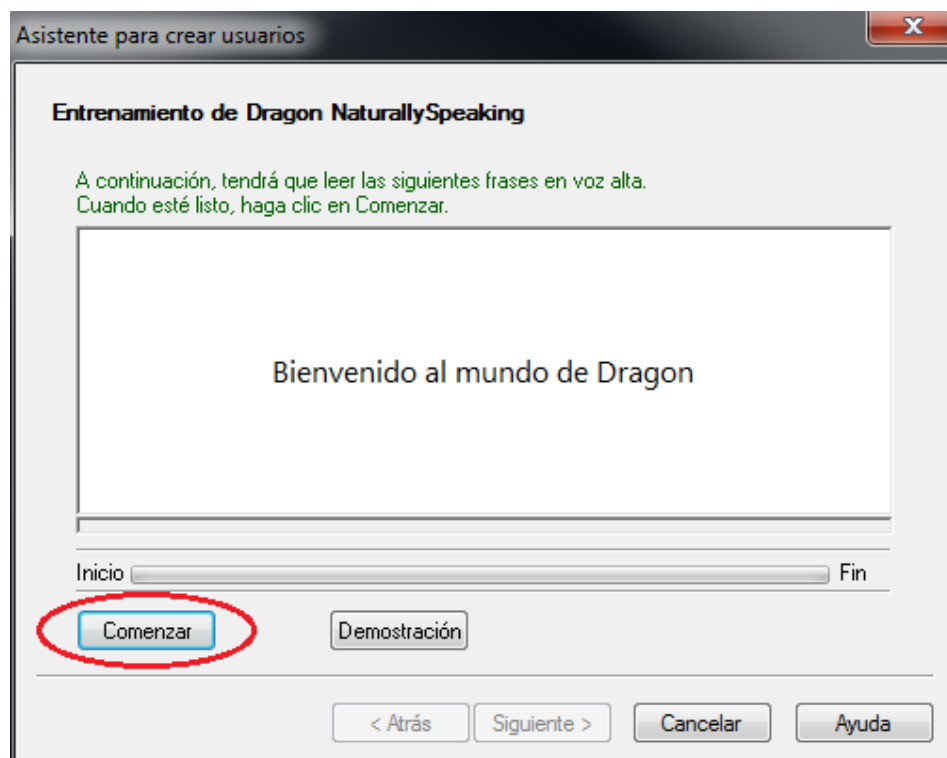 Asistente para crear usuarios
X
Entrenamiento de Dragon NaturallySpeaking
A continuación, tendrá que leer las siguientes frases en voz alta.
Cuando esté listo, haga clic en Comenzar.
Bienvenido al mundo de Dragon
Inicio Fin
Comenzar Demostración
< Atrás Siguiente > Cancelar Ayuda